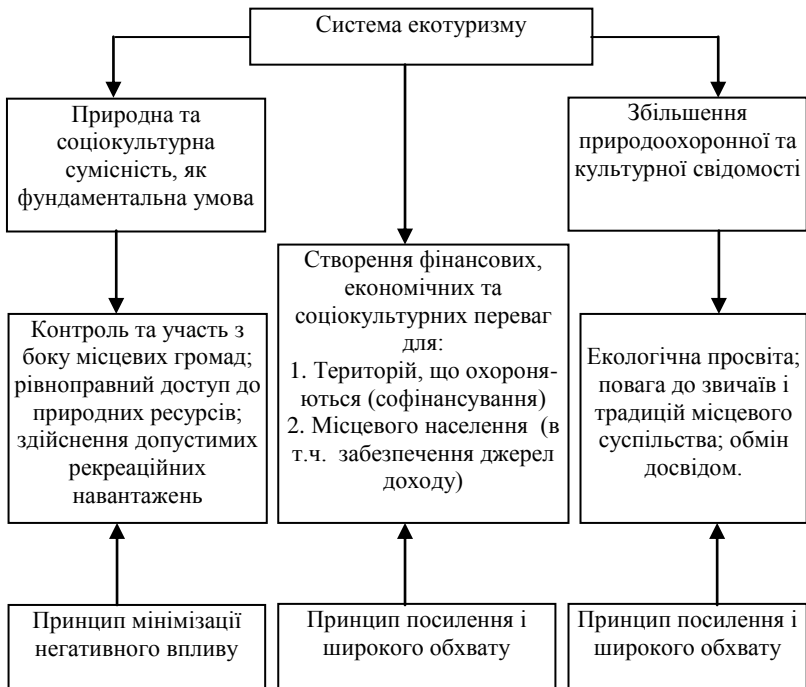 Система екотуризму
Природна та
соціокультурна
сумісність, як
фундаментальна умова
Збільшення
природоохоронної та
культурної свідомості
Контроль та участь з
боку місцевих громад;
рівноправний доступ до
природних ресурсів;
здійснення допустимих
рекреаційних
навантажень
Створення фінансових,
економічних та
соціокультурних переваг
для:
1. Територій, що охороня-
ються (софінансування)
2. Місцевого населення (в
т.ч. забезпечення джерел
доходу)
Екологічна просвіта;
повага до звичаїв і
традицій місцевого
суспільства; обмін
досвідом.
Принцип мінімізації
негативного впливу
Принцип посилення і
широкого обхвату
Принцип посилення і
широкого обхвату